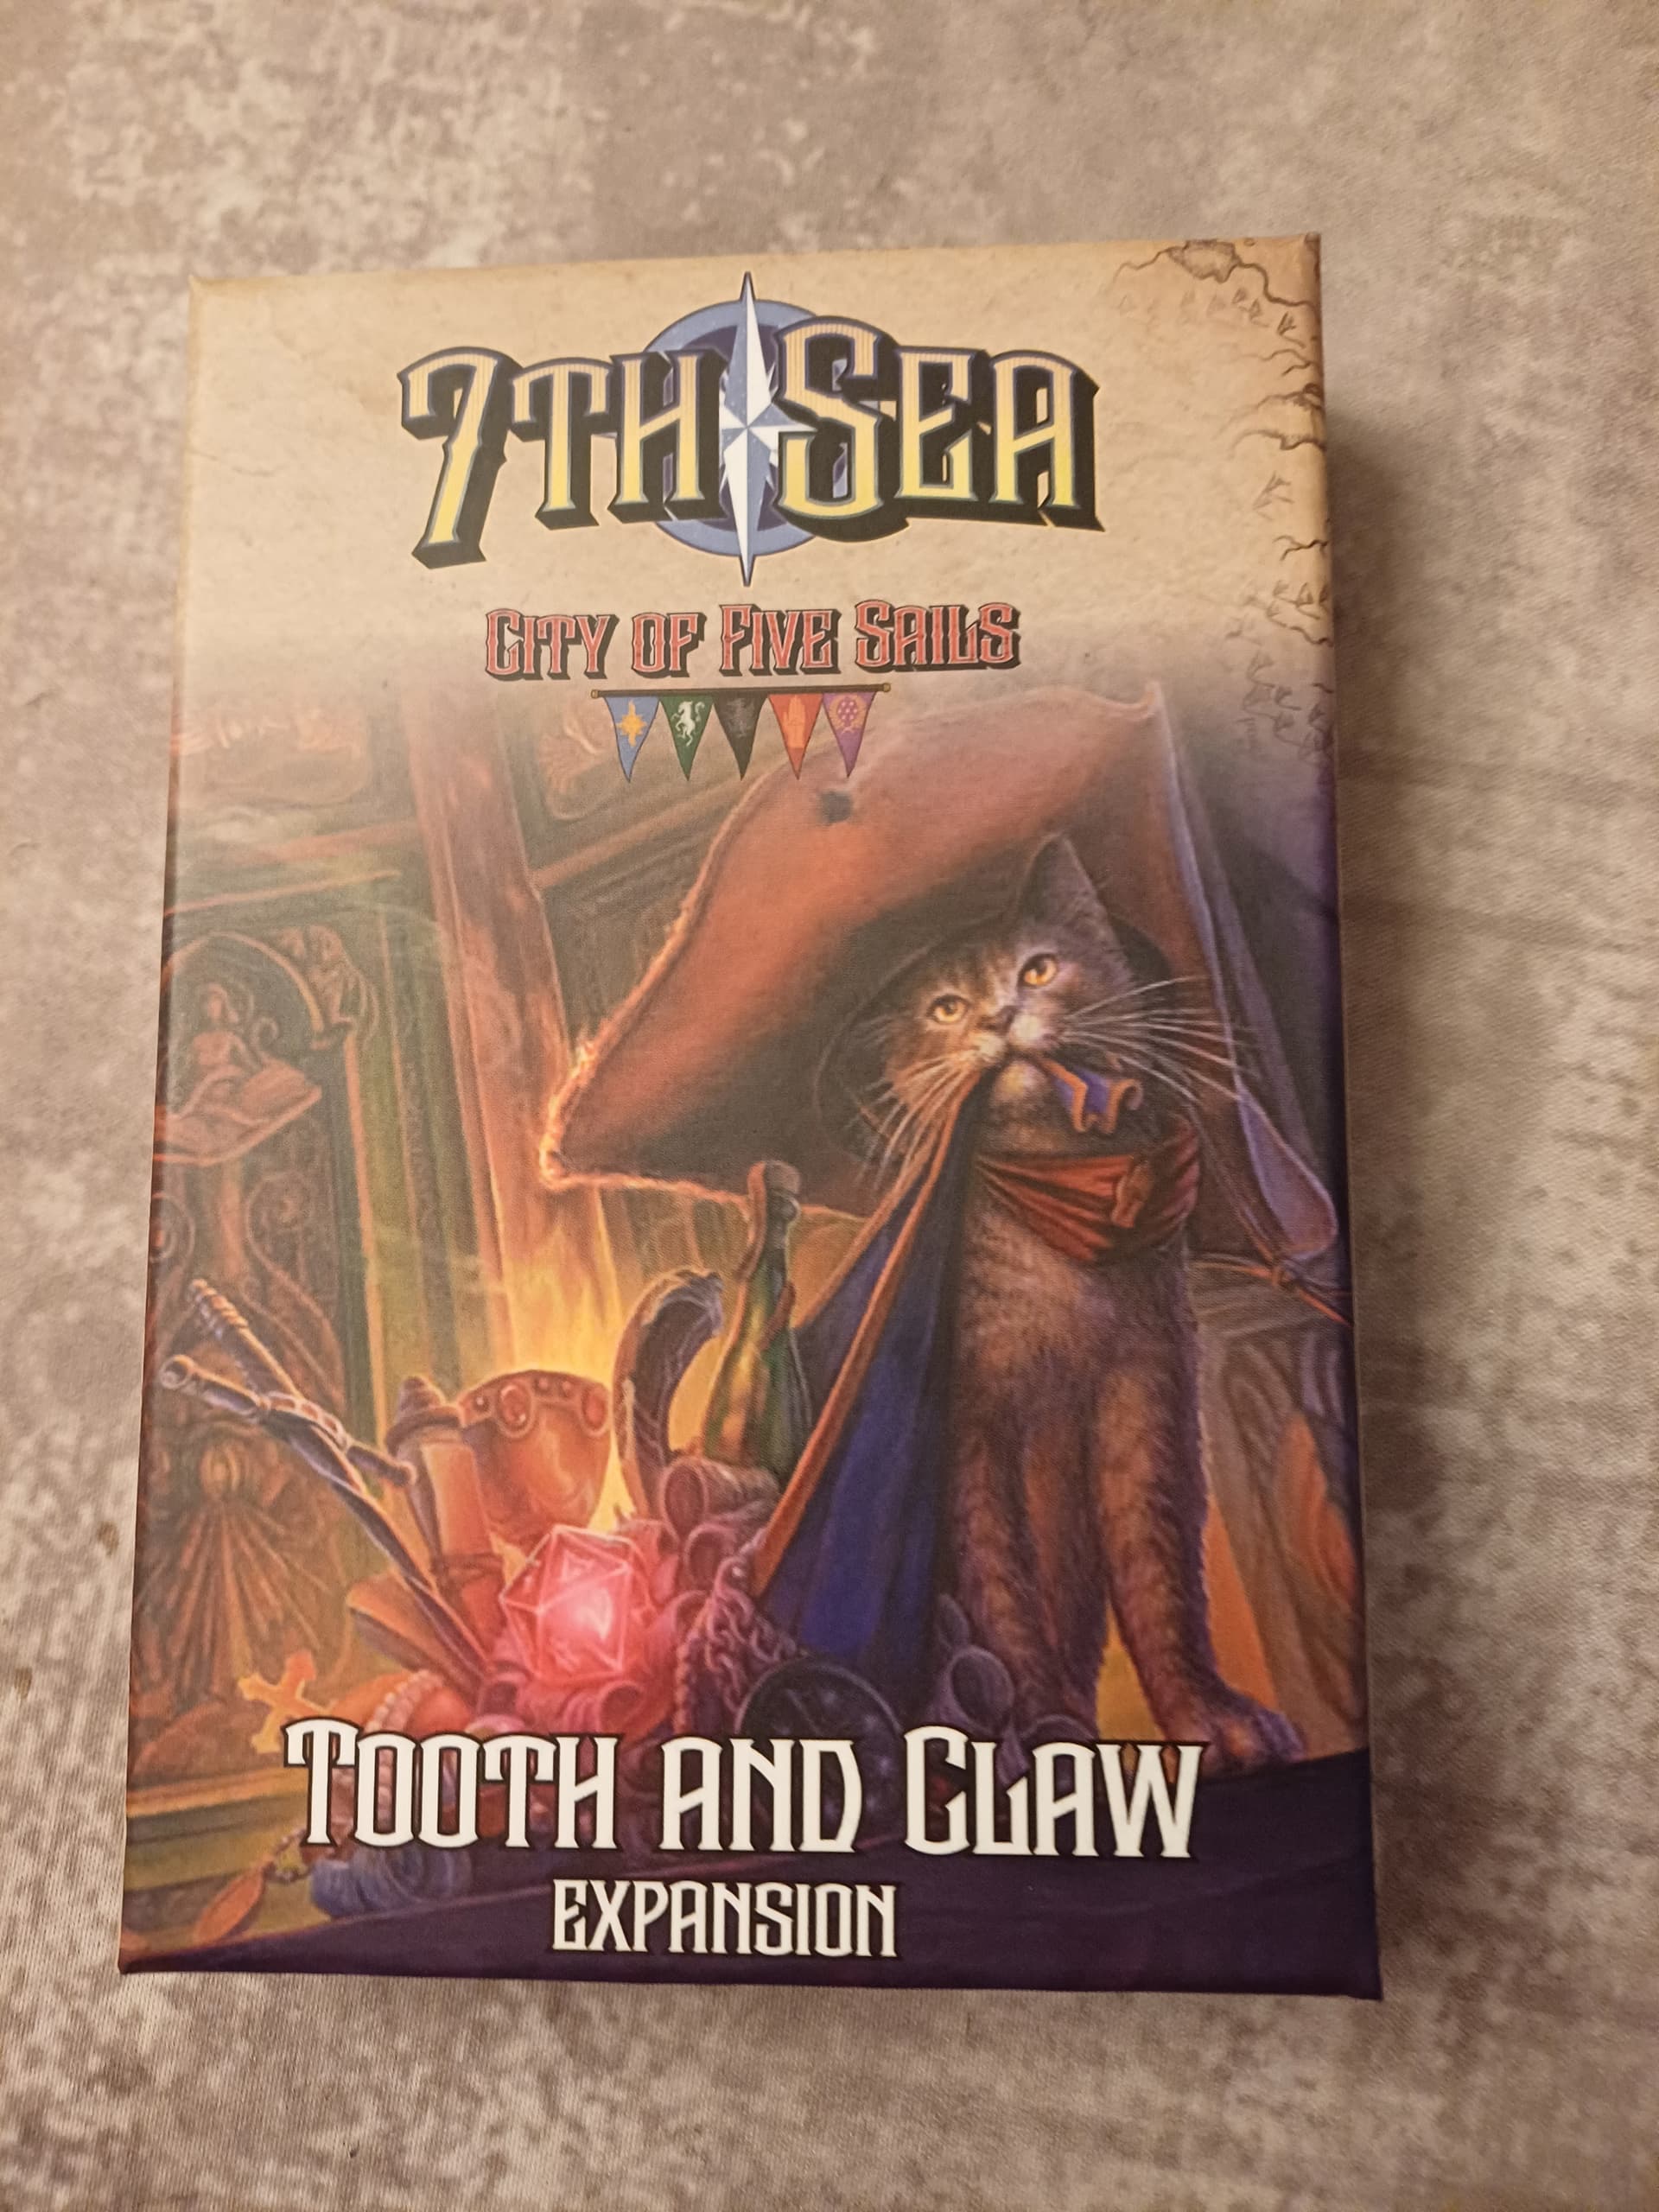 7TH SEA
CITY OF FIVE SAILS
TOOTH AND CLAW
EXPANSION